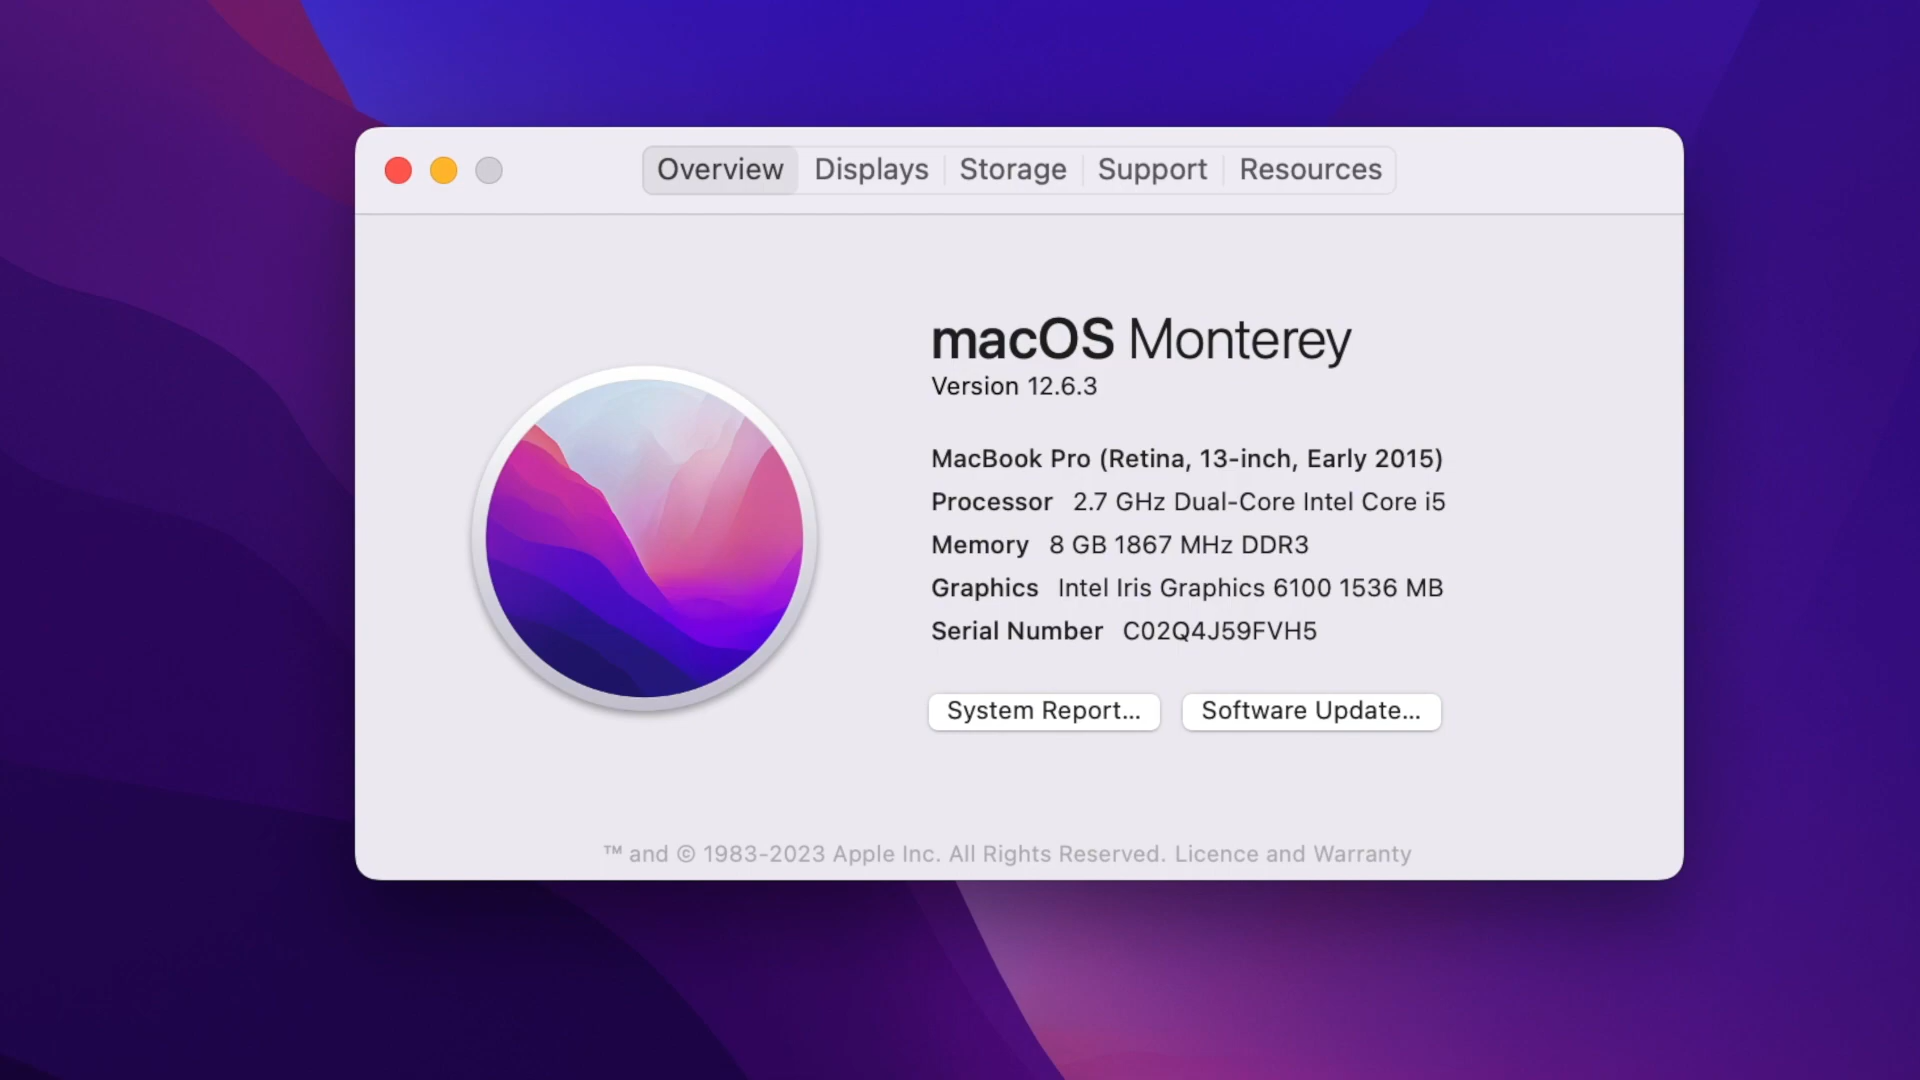 Overview Displays Storage Support Resources
macOS Monterey
Version 12.6.3
MacBook Pro (Retina, 13-inch, Early 2015)
Processor 2.7 GHz Dual-Core Intel Core i5
Memory 8 GB 1867 MHz DDR3
Graphics Intel Iris Graphics 6100 1536 MB
Serial Number C02Q4J59FVH5
System Report... Software Update...
™ and © 1983-2023 Apple Inc. All Rights Reserved. Licence and Warranty